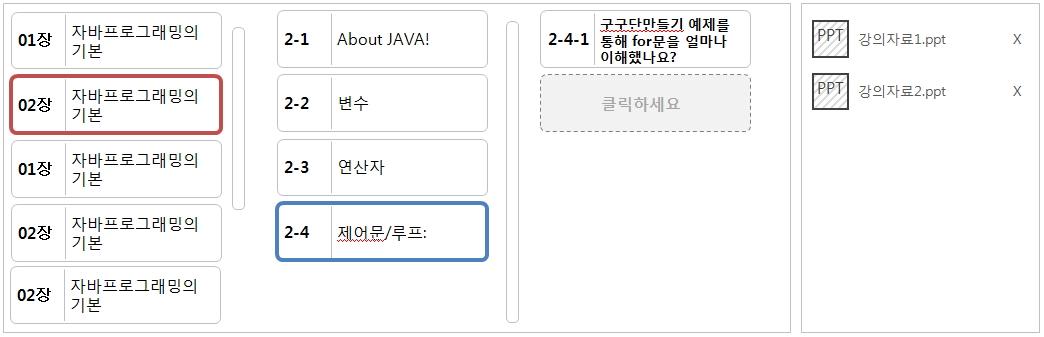 01장
자바프로그래밍의
기본
02장
자바프로그래밍의
기본
01장
자바프로그래밍의
기본
02장
자바프로그래밍의
기본
02장
자바프로그래밍의
기본
2-1
About JAVA!
2-2
변수
2-3
연산자
2-4
제어문/루프:
2-4-1
구구단만들기 예제를
통해 for문을 얼마나
이해했나요?
클릭하세요
PPT
강의자료1.ppt
X
PPT
강의자료2.ppt
X